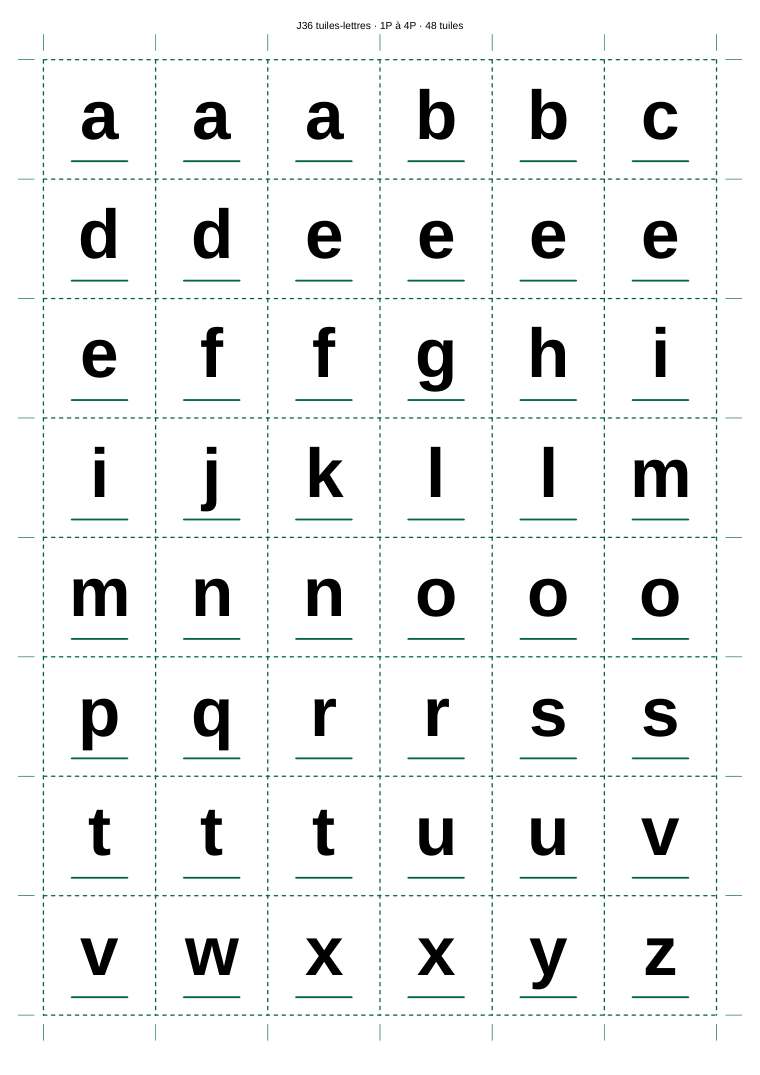 J36 tuiles-lettres · 1P à 4P · 48 tuiles
a a a b b c
d d e e e e
e f f g h i
i j k l l m
m n n o o o
p q r r s s
t t t u u v
v w x x y z